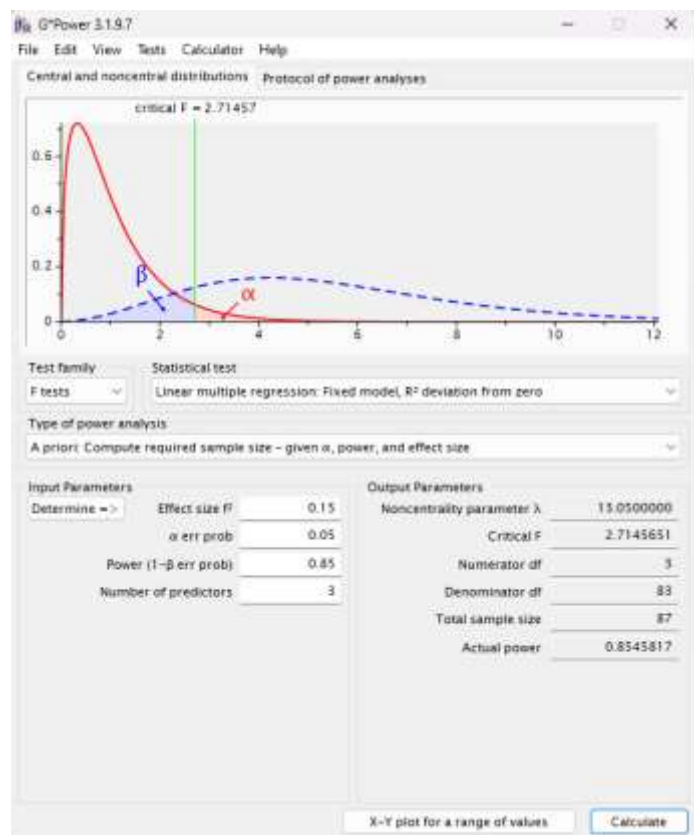 G*Power 3.1.9.7
File Edit View Tests Calculator Help
Central and noncentral distributions Protocol of power analyses
critical F = 2.71457
0.6
0.4
0.2
0
β
α
0 2 4 6 8 10 12
Test family Statistical test
F tests Linear multiple regression: Fixed model, R² deviation from zero
Type of power analysis
A priori: Compute required sample size – given α, power, and effect size
Input Parameters Output Parameters
Determine => Effect size f² 0.15 Noncentrality parameter λ 13.0500000
α err prob 0.05 Critical F 2.7145651
Power (1-β err prob) 0.85 Numerator df 3
Number of predictors 3 Denominator df 83
Total sample size 87
Actual power 0.8545817
X-Y plot for a range of values Calculate